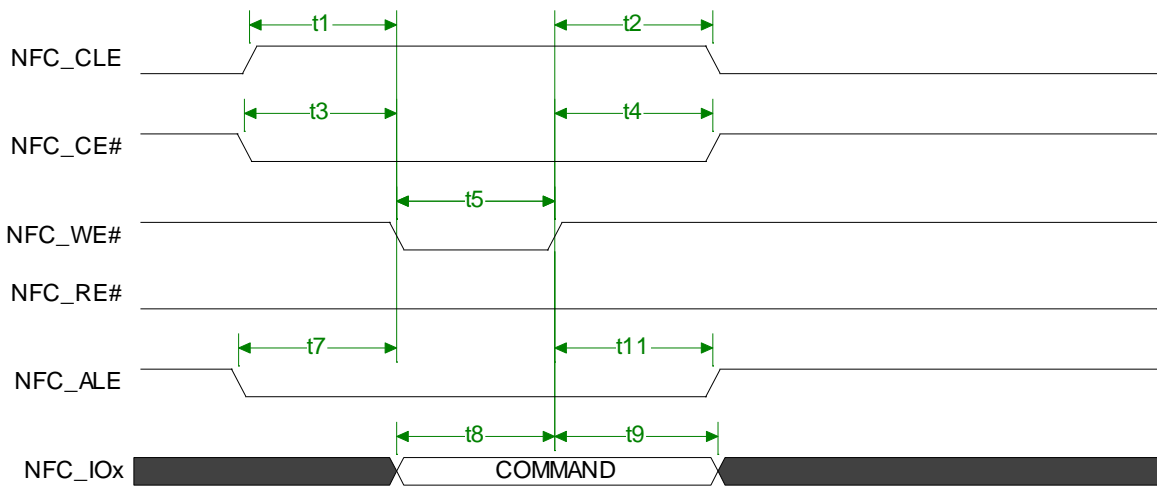 t1 t2
NFC_CLE
t3 t4
NFC_CE#
t5
NFC_WE#
NFC_RE#
t7 t11
NFC_ALE
t8 t9
NFC_IOx COMMAND